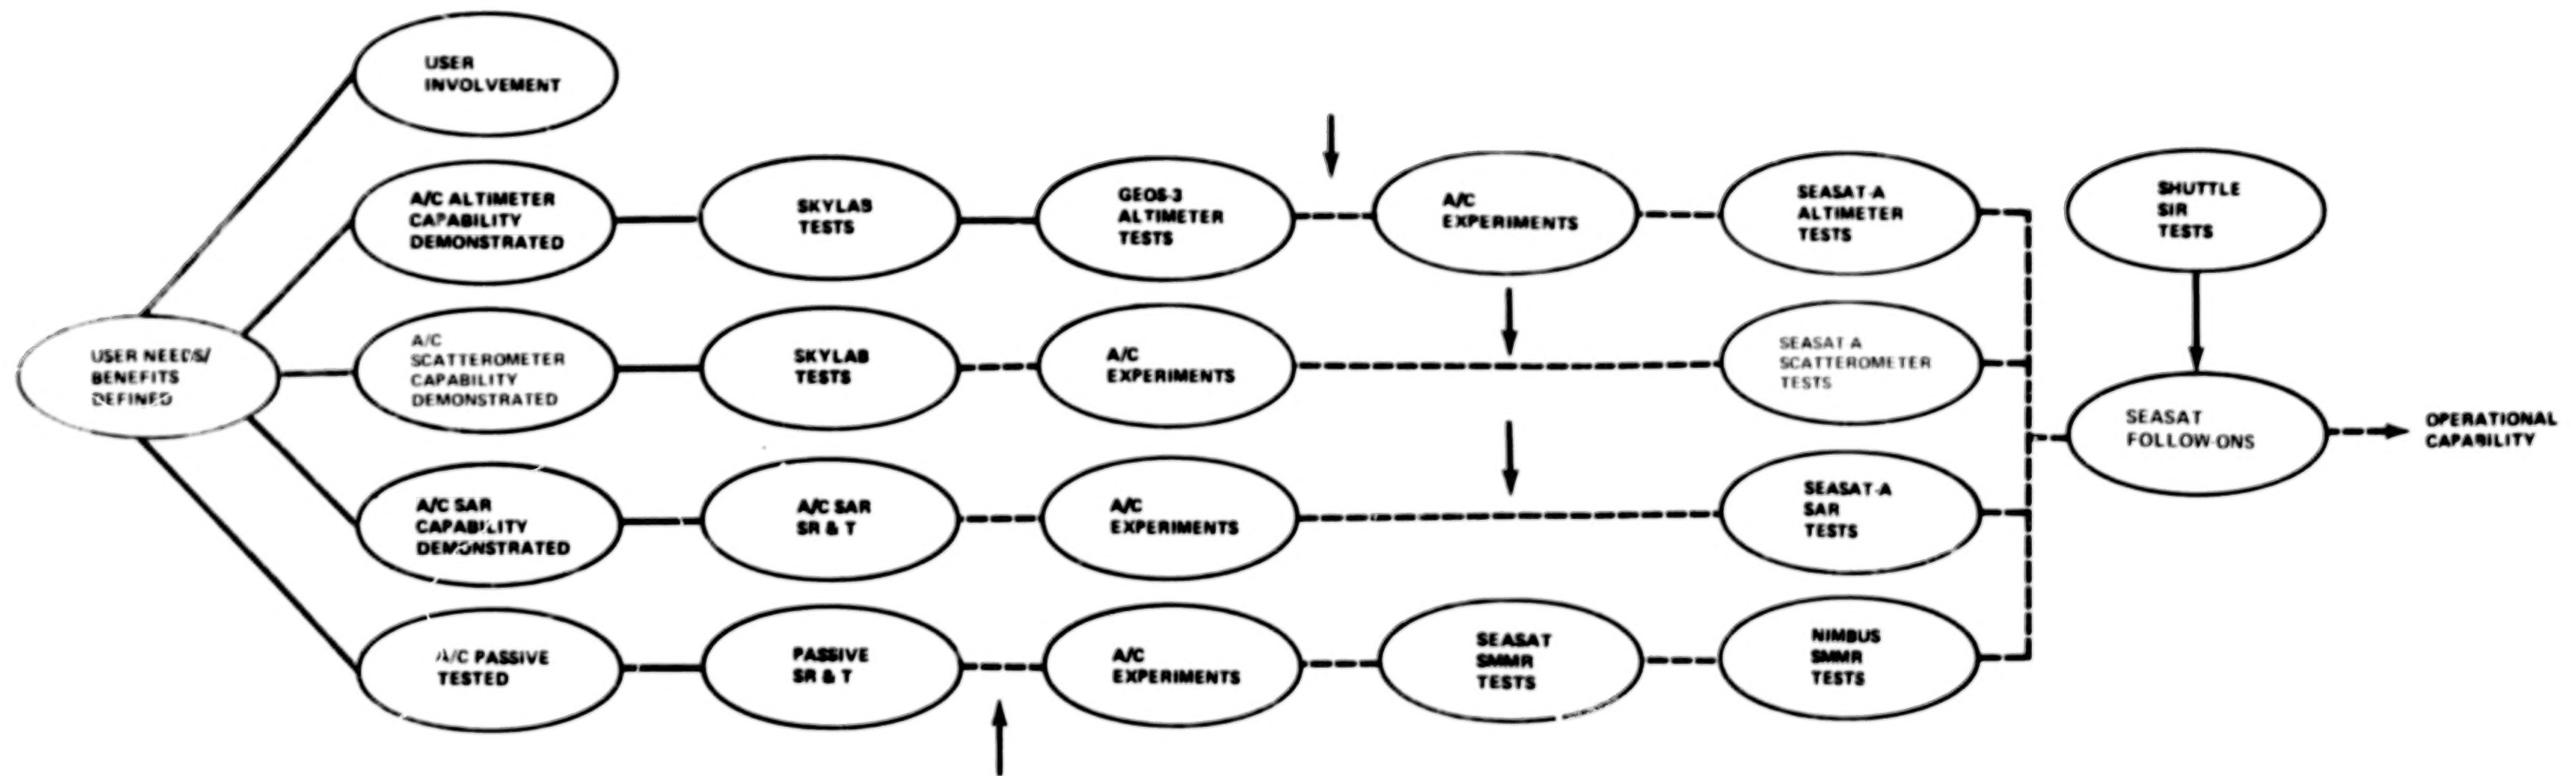 USER
INVOLVEMENT
A/C ALTIMETER
CAPABILITY
DEMONSTRATED
SKYLAB
TESTS
GEOS-3
ALTIMETER
TESTS
A/C
EXPERIMENTS
SEASAT-A
ALTIMETER
TESTS
SHUTTLE
SIR
TESTS
USER NEEDS/
BENEFITS
DEFINED
A/C
SCATTEROMETER
CAPABILITY
DEMONSTRATED
SKYLAB
TESTS
A/C
EXPERIMENTS
SEASAT A
SCATTEROMETER
TESTS
SEASAT
FOLLOW-ONS
OPERATIONAL
CAPABILITY
A/C SAR
CAPABILITY
DEMONSTRATED
A/C SAR
SR & T
A/C
EXPERIMENTS
SEASAT-A
SAR
TESTS
A/C PASSIVE
TESTED
PASSIVE
SR & T
A/C
EXPERIMENTS
SEASAT
SMMR
TESTS
NIMBUS
SMMR
TESTS